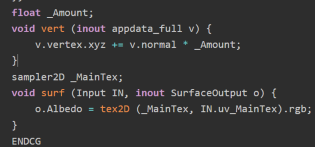 float _Amount;
void vert (inout appdata_full v) {
v.vertex.xyz += v.normal * _Amount;
}
sampler2D _MainTex;
void surf (Input IN, inout SurfaceOutput o) {
o.Albedo = tex2D (_MainTex, IN.uv_MainTex).rgb;
}
ENDCG